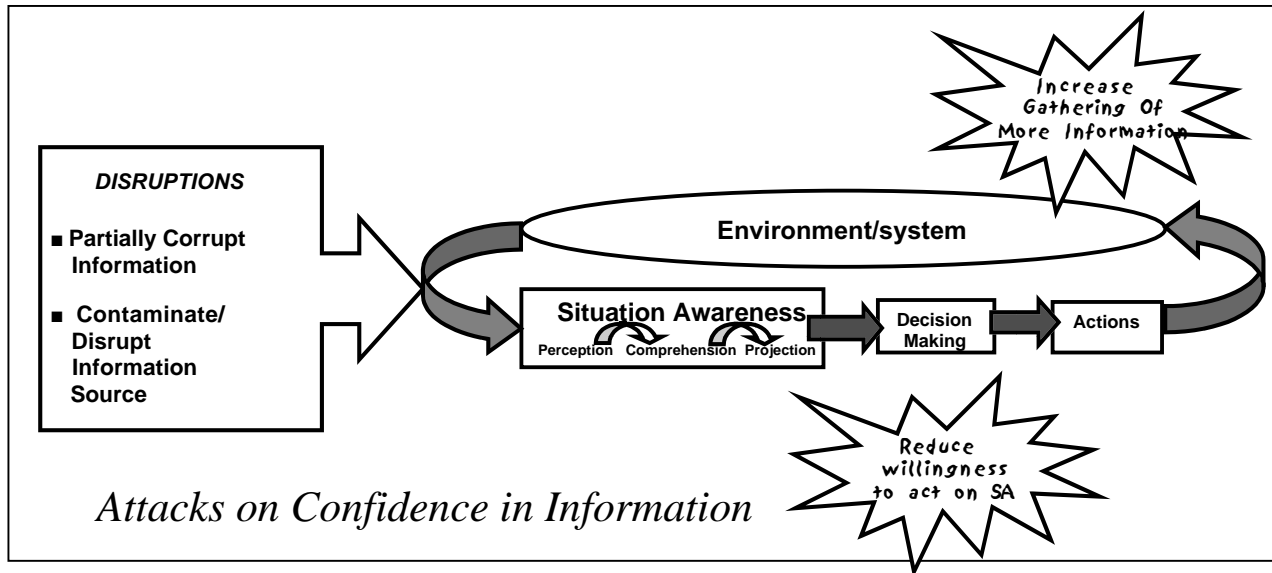 Increase
Gathering Of
More Information
DISRUPTIONS
■ Partially Corrupt
Information
■ Contaminate/
Disrupt
Information
Source
Environment/system
Situation Awareness
Perception Comprehension Projection
Decision
Making
Actions
Reduce
willingness
to act on SA
Attacks on Confidence in Information